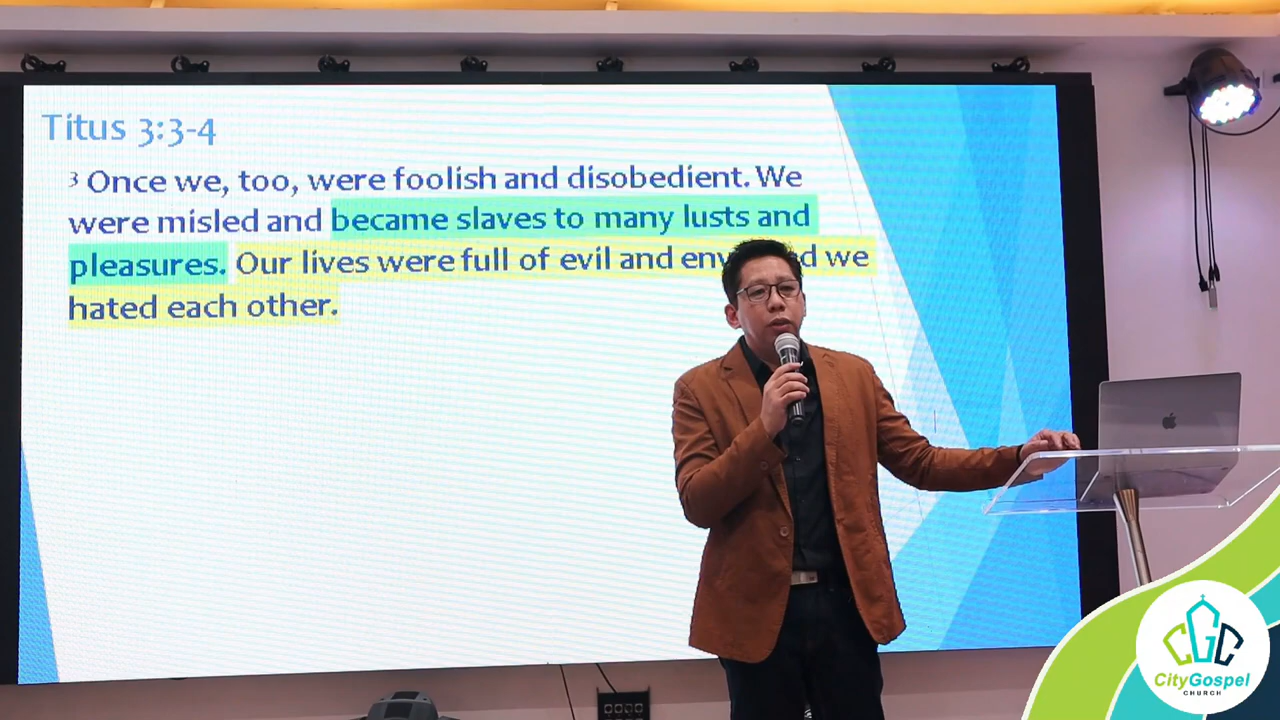 Titus 3:3-4
3 Once we, too, were foolish and disobedient. We
were misled and became slaves to many lusts and
pleasures. Our lives were full of evil and we
hated each other.
CGC
CityGospel
CHURCH